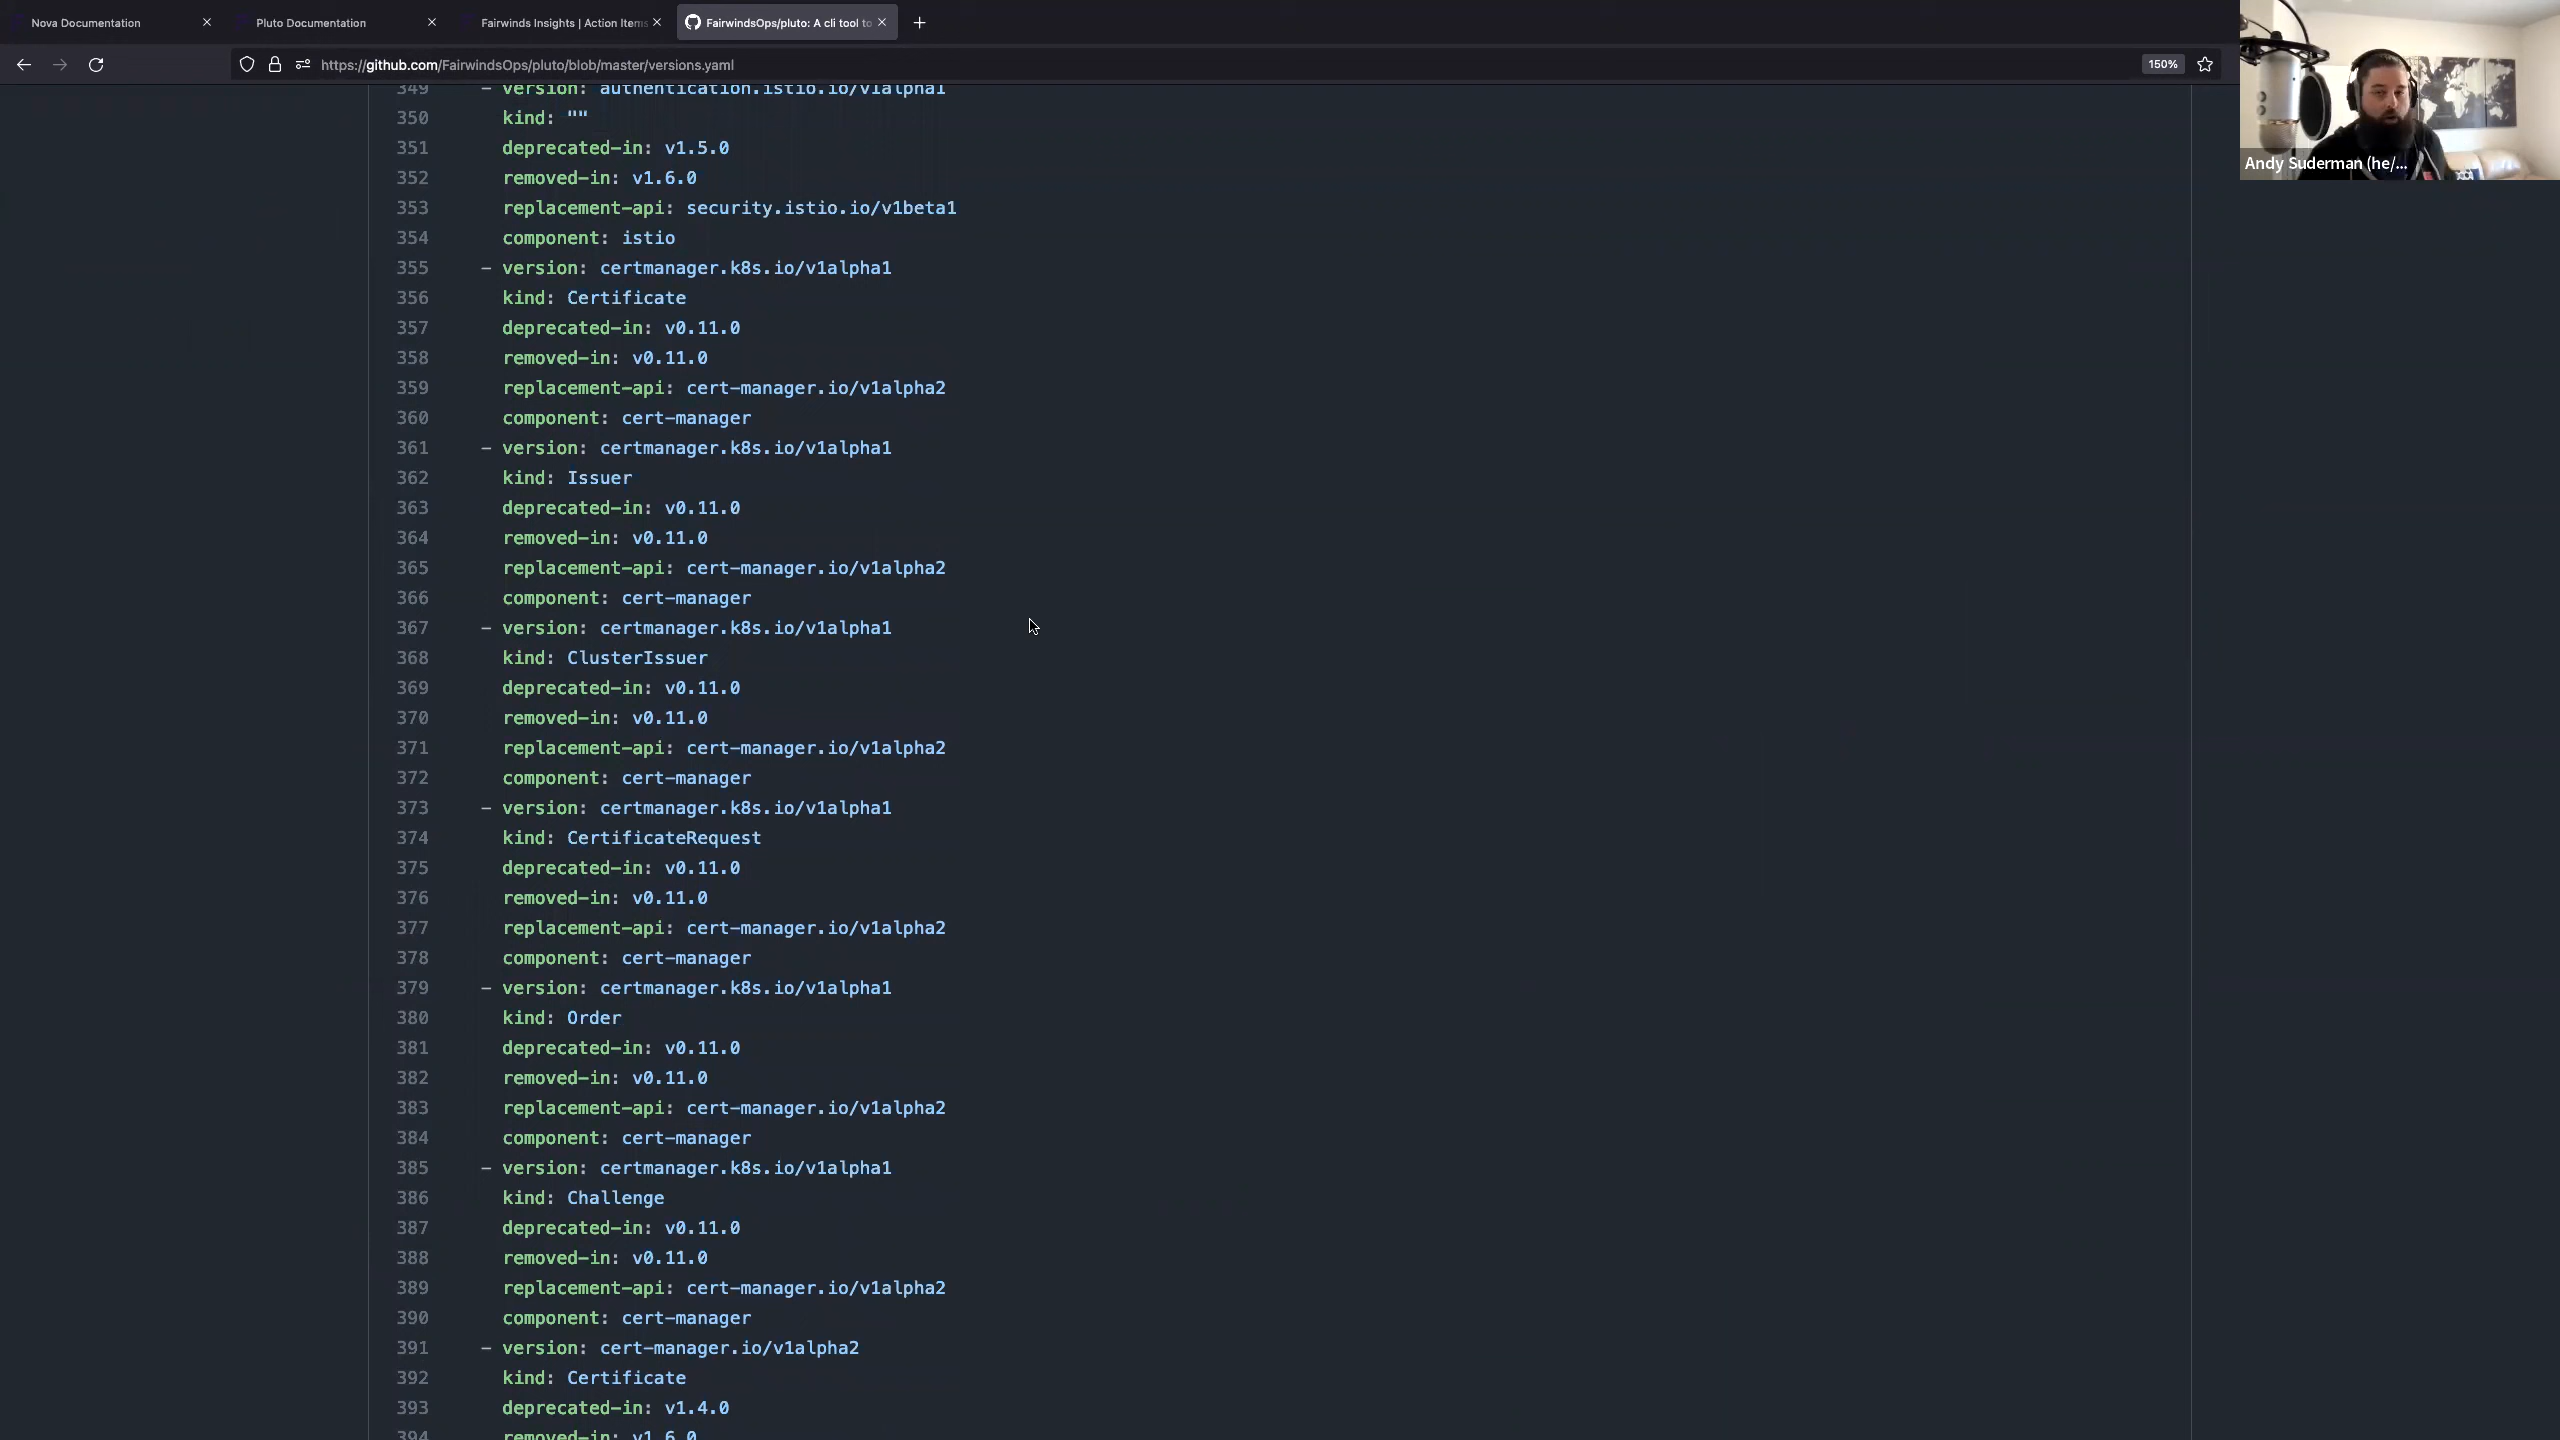 Nova Documentation
Pluto Documentation
Fairwinds Insights | Action Items
FairwindsOps/pluto: A cli tool to
https://github.com/FairwindsOps/pluto/blob/master/versions.yaml
150%
Andy Suderman (he/...
349 - version: authentication.istio.io/v1alpha1
350 kind: ""
351 deprecated-in: v1.5.0
352 removed-in: v1.6.0
353 replacement-api: security.istio.io/v1beta1
354 component: istio
355 - version: certmanager.k8s.io/v1alpha1
356 kind: Certificate
357 deprecated-in: v0.11.0
358 removed-in: v0.11.0
359 replacement-api: cert-manager.io/v1alpha2
360 component: cert-manager
361 - version: certmanager.k8s.io/v1alpha1
362 kind: Issuer
363 deprecated-in: v0.11.0
364 removed-in: v0.11.0
365 replacement-api: cert-manager.io/v1alpha2
366 component: cert-manager
367 - version: certmanager.k8s.io/v1alpha1
368 kind: ClusterIssuer
369 deprecated-in: v0.11.0
370 removed-in: v0.11.0
371 replacement-api: cert-manager.io/v1alpha2
372 component: cert-manager
373 - version: certmanager.k8s.io/v1alpha1
374 kind: CertificateRequest
375 deprecated-in: v0.11.0
376 removed-in: v0.11.0
377 replacement-api: cert-manager.io/v1alpha2
378 component: cert-manager
379 - version: certmanager.k8s.io/v1alpha1
380 kind: Order
381 deprecated-in: v0.11.0
382 removed-in: v0.11.0
383 replacement-api: cert-manager.io/v1alpha2
384 component: cert-manager
385 - version: certmanager.k8s.io/v1alpha1
386 kind: Challenge
387 deprecated-in: v0.11.0
388 removed-in: v0.11.0
389 replacement-api: cert-manager.io/v1alpha2
390 component: cert-manager
391 - version: cert-manager.io/v1alpha2
392 kind: Certificate
393 deprecated-in: v1.4.0
394 removed-in: v1.6.0